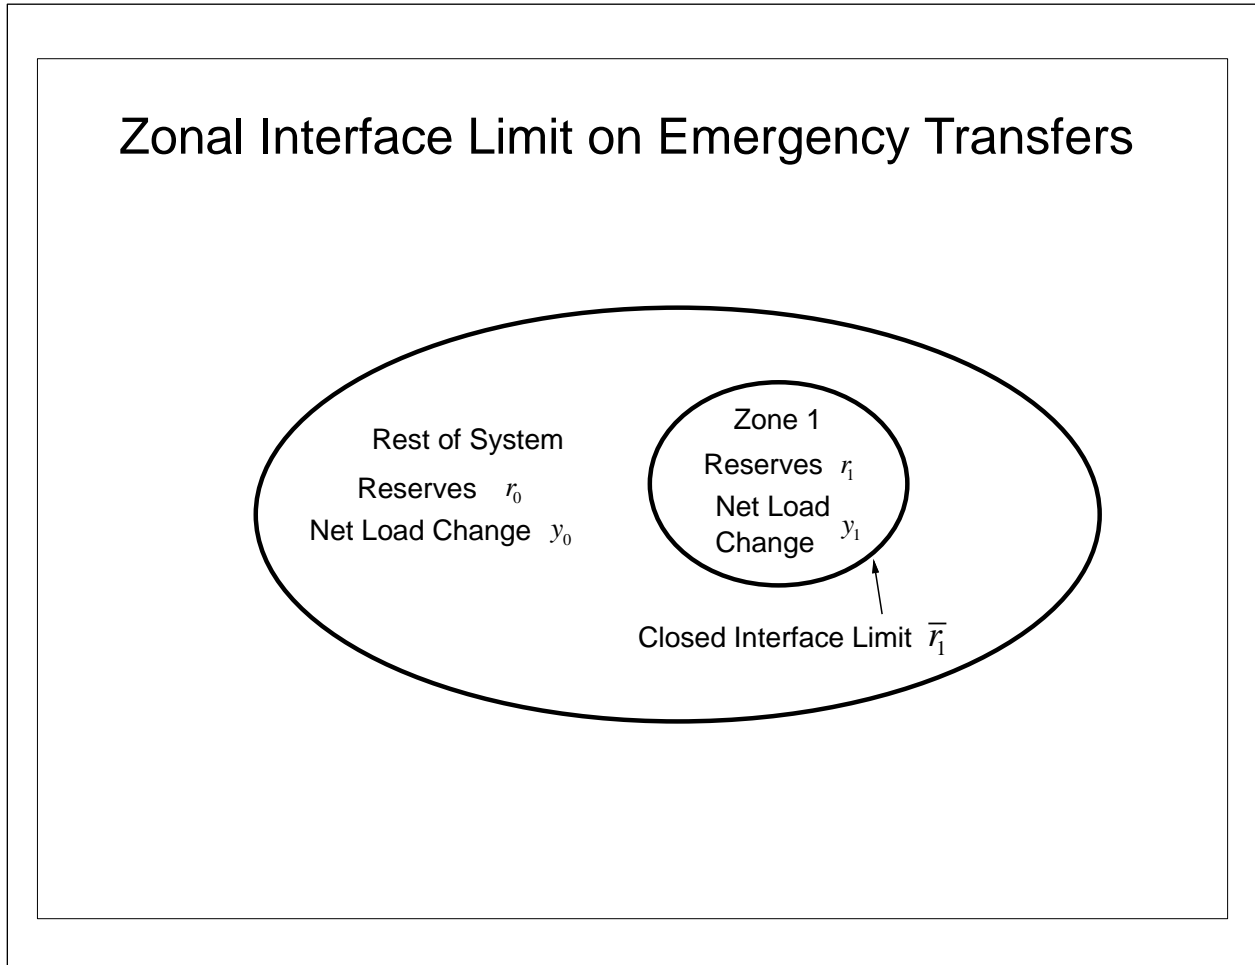 Zonal Interface Limit on Emergency Transfers
Rest of System
Reserves r₀
Net Load Change y₀
Zone 1
Reserves r₁
Net Load
Change y₁
Closed Interface Limit r̅₁